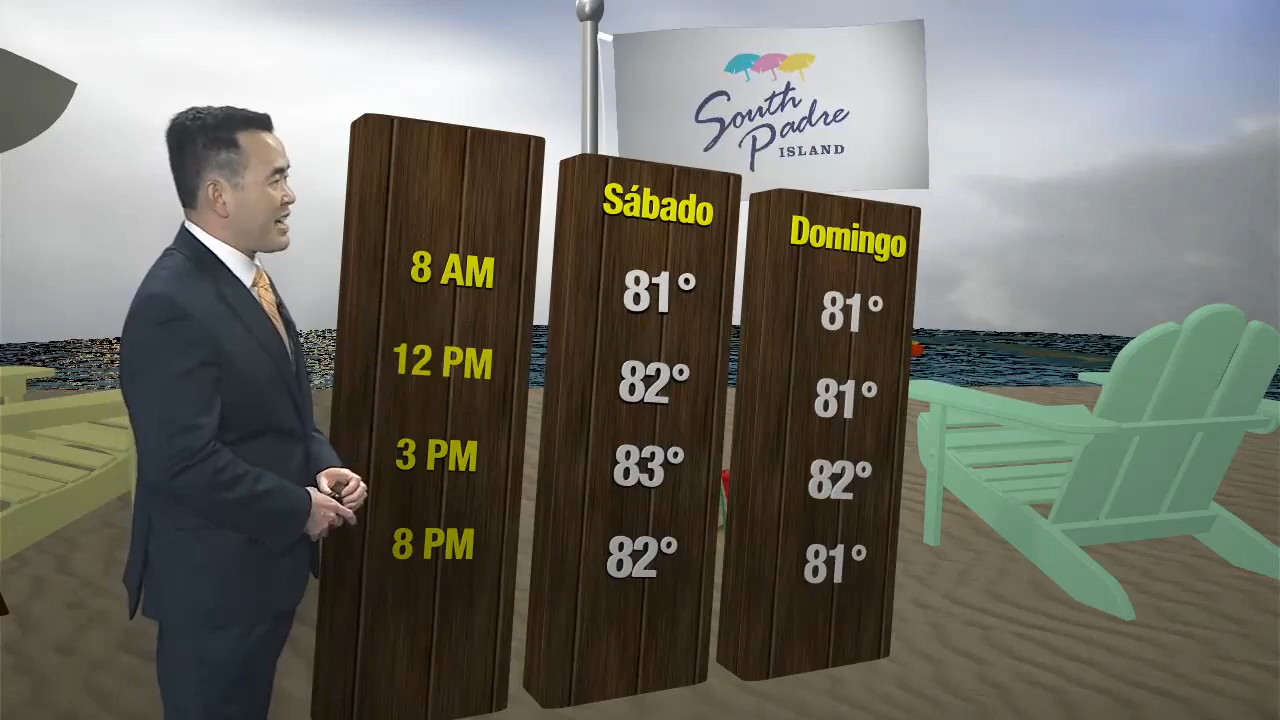 South
Padre
ISLAND
Sábado
Domingo
8 AM
81°
81°
12 PM
82°
81°
3 PM
83°
82°
8 PM
82°
81°